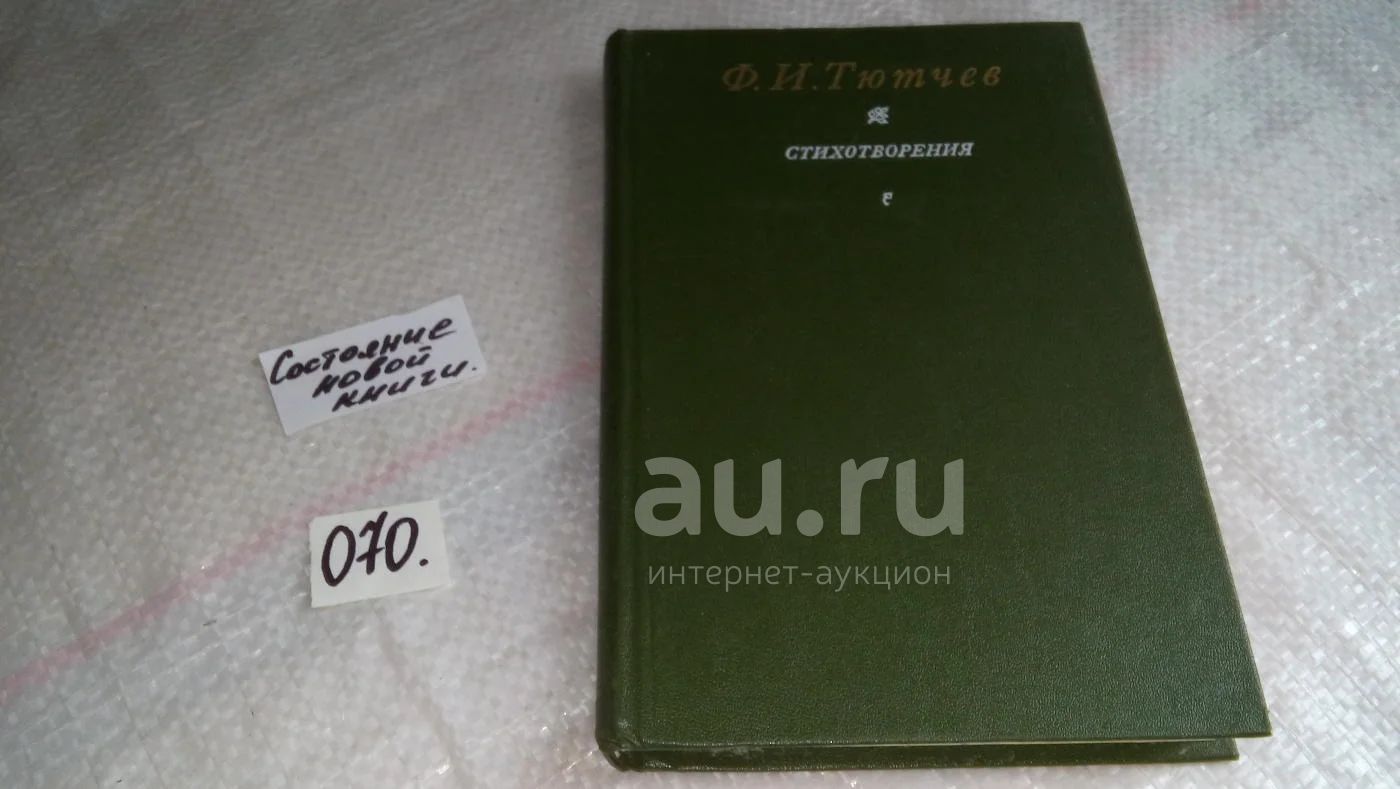 Ф. И. Тютчев
СТИХОТВОРЕНИЯ
Состояние
новой
книги.
070.
au.ru
интернет-аукцион